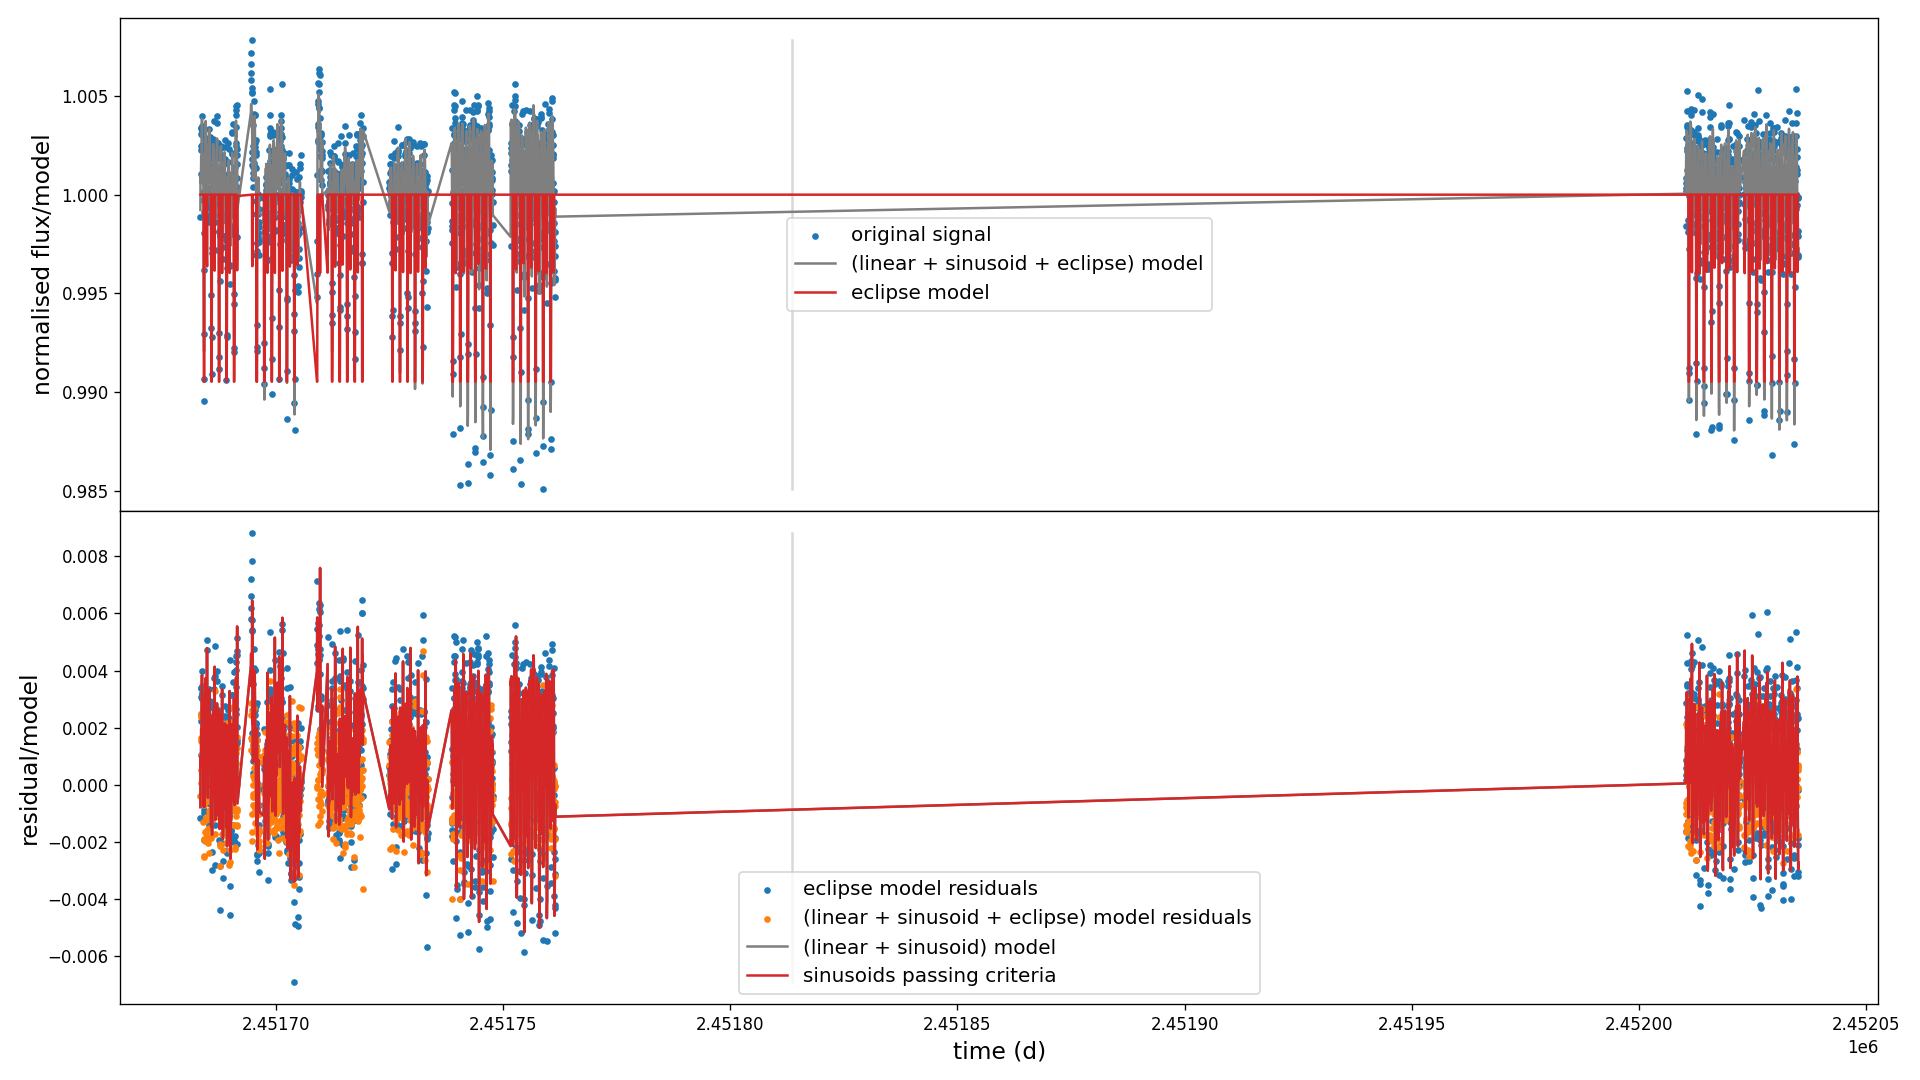 normalised flux/model
1.005
1.000
0.995
0.990
0.985
original signal
(linear + sinusoid + eclipse) model
eclipse model
residual/model
0.008
0.006
0.004
0.002
0.000
−0.002
−0.004
−0.006
eclipse model residuals
(linear + sinusoid + eclipse) model residuals
(linear + sinusoid) model
sinusoids passing criteria
2.45170 2.45175 2.45180 2.45185 2.45190 2.45195 2.45200 2.45205
1e6
time (d)